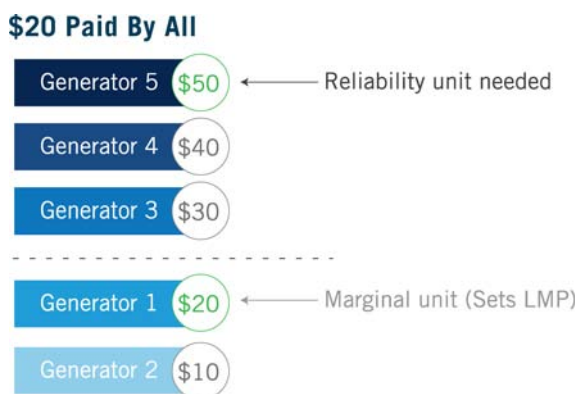 $20 Paid By All
Generator 5 $50 Reliability unit needed
Generator 4 $40
Generator 3 $30
Generator 1 $20 Marginal unit (Sets LMP)
Generator 2 $10